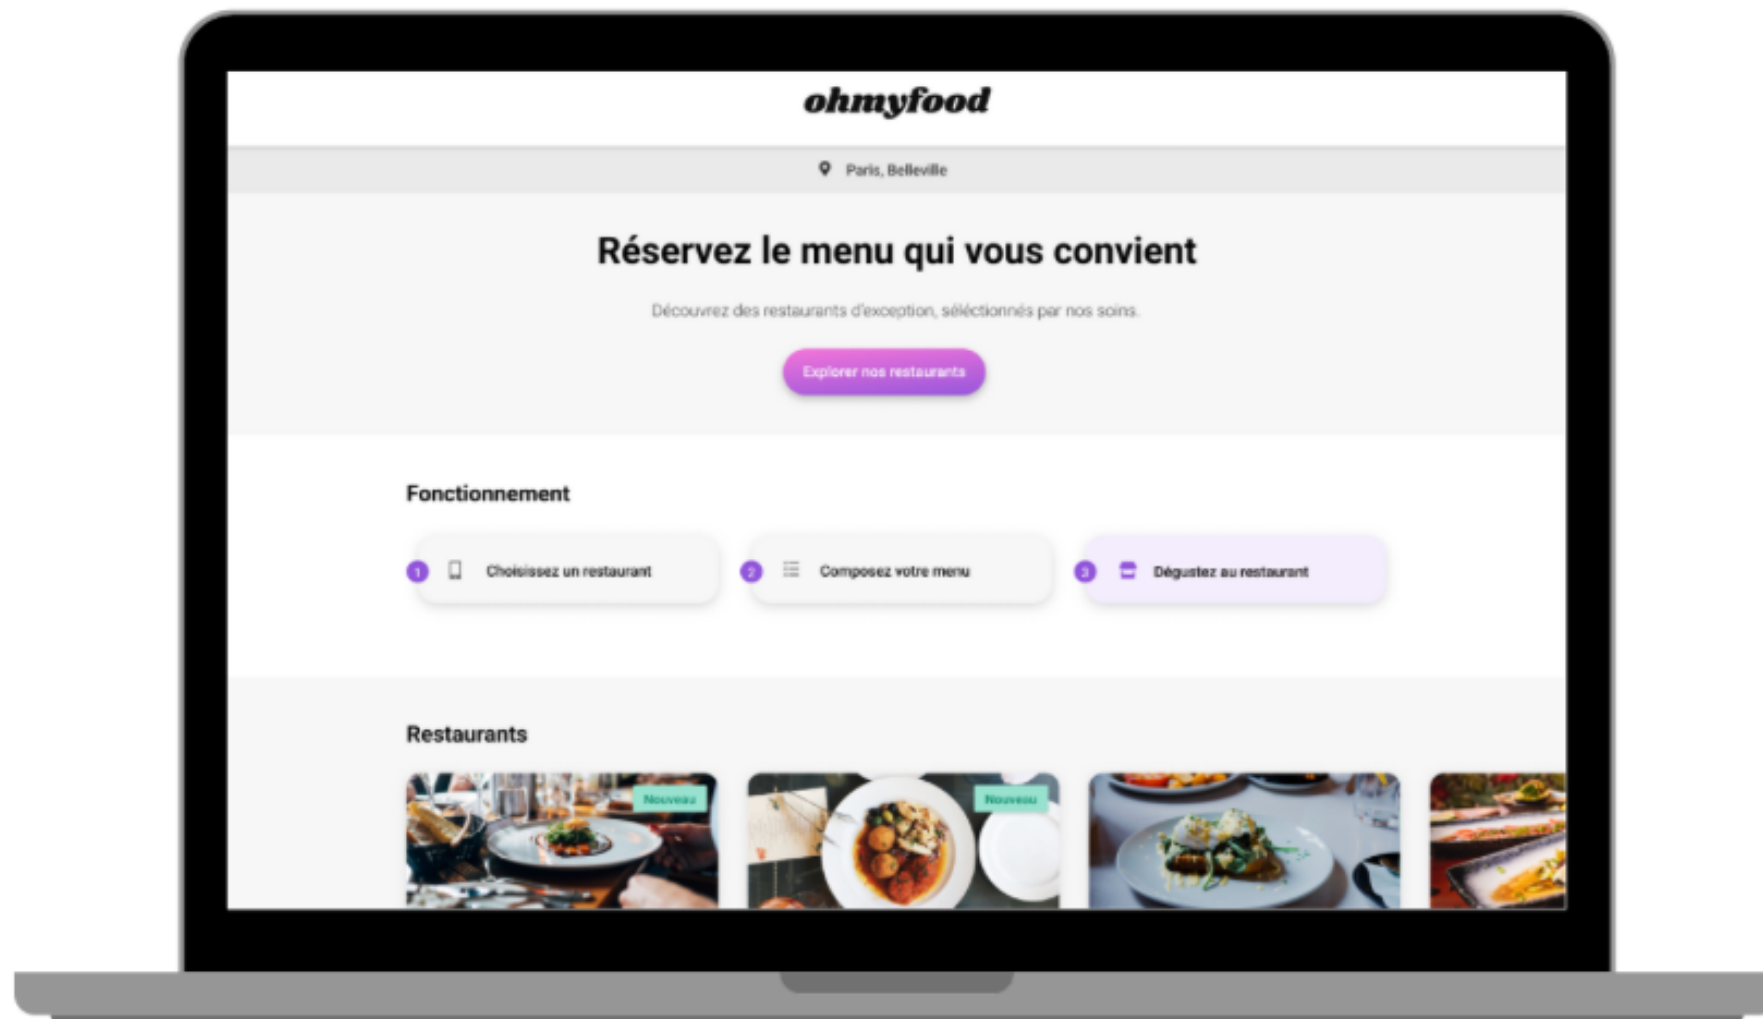 ohmyfood
Paris, Belleville
Réservez le menu qui vous convient
Découvrez des restaurants d'exception, séléctionnés par nos soins.
Explorer nos restaurants
Fonctionnement
1 Choisissez un restaurant
2 Composez votre menu
3 Dégustez au restaurant
Restaurants
Nouveau
Nouveau